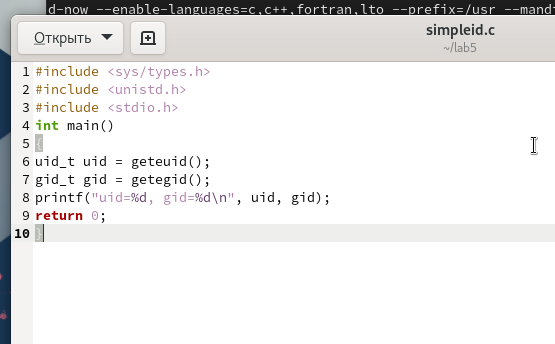 d-now --enable-languages=c,c++,fortran,lto --prefix=/usr --mand
Открыть
simpleid.c
~/lab5
1 #include <sys/types.h>
2 #include <unistd.h>
3 #include <stdio.h>
4 int main()
5 {
6 uid_t uid = geteuid();
7 gid_t gid = getegid();
8 printf("uid=%d, gid=%d\n", uid, gid);
9 return 0;
10 }